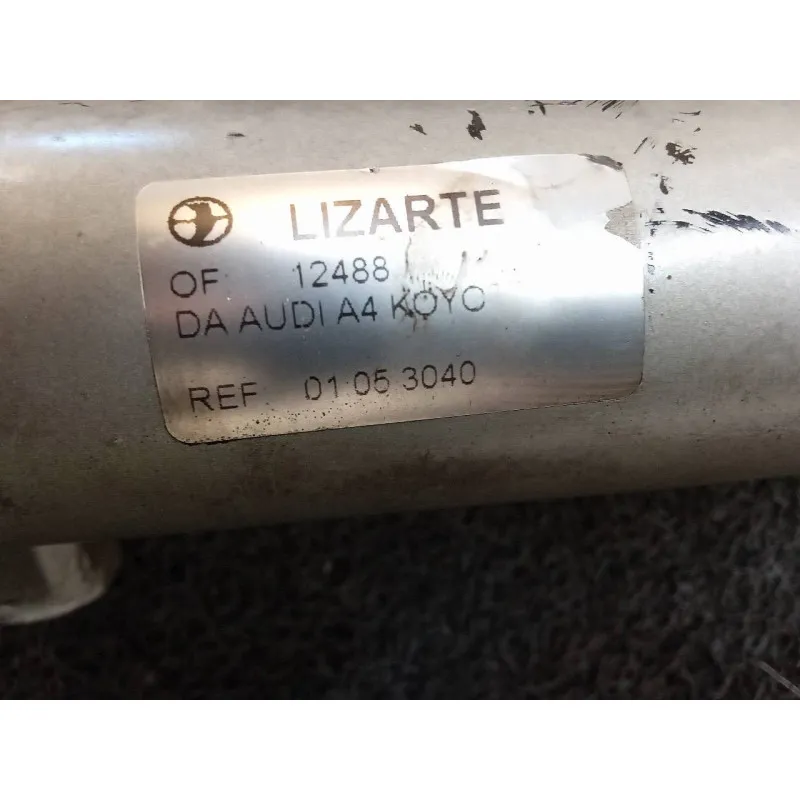 LIZARTE
OF 12488
DA AUDI A4 KOYO
REF 01 05 3040